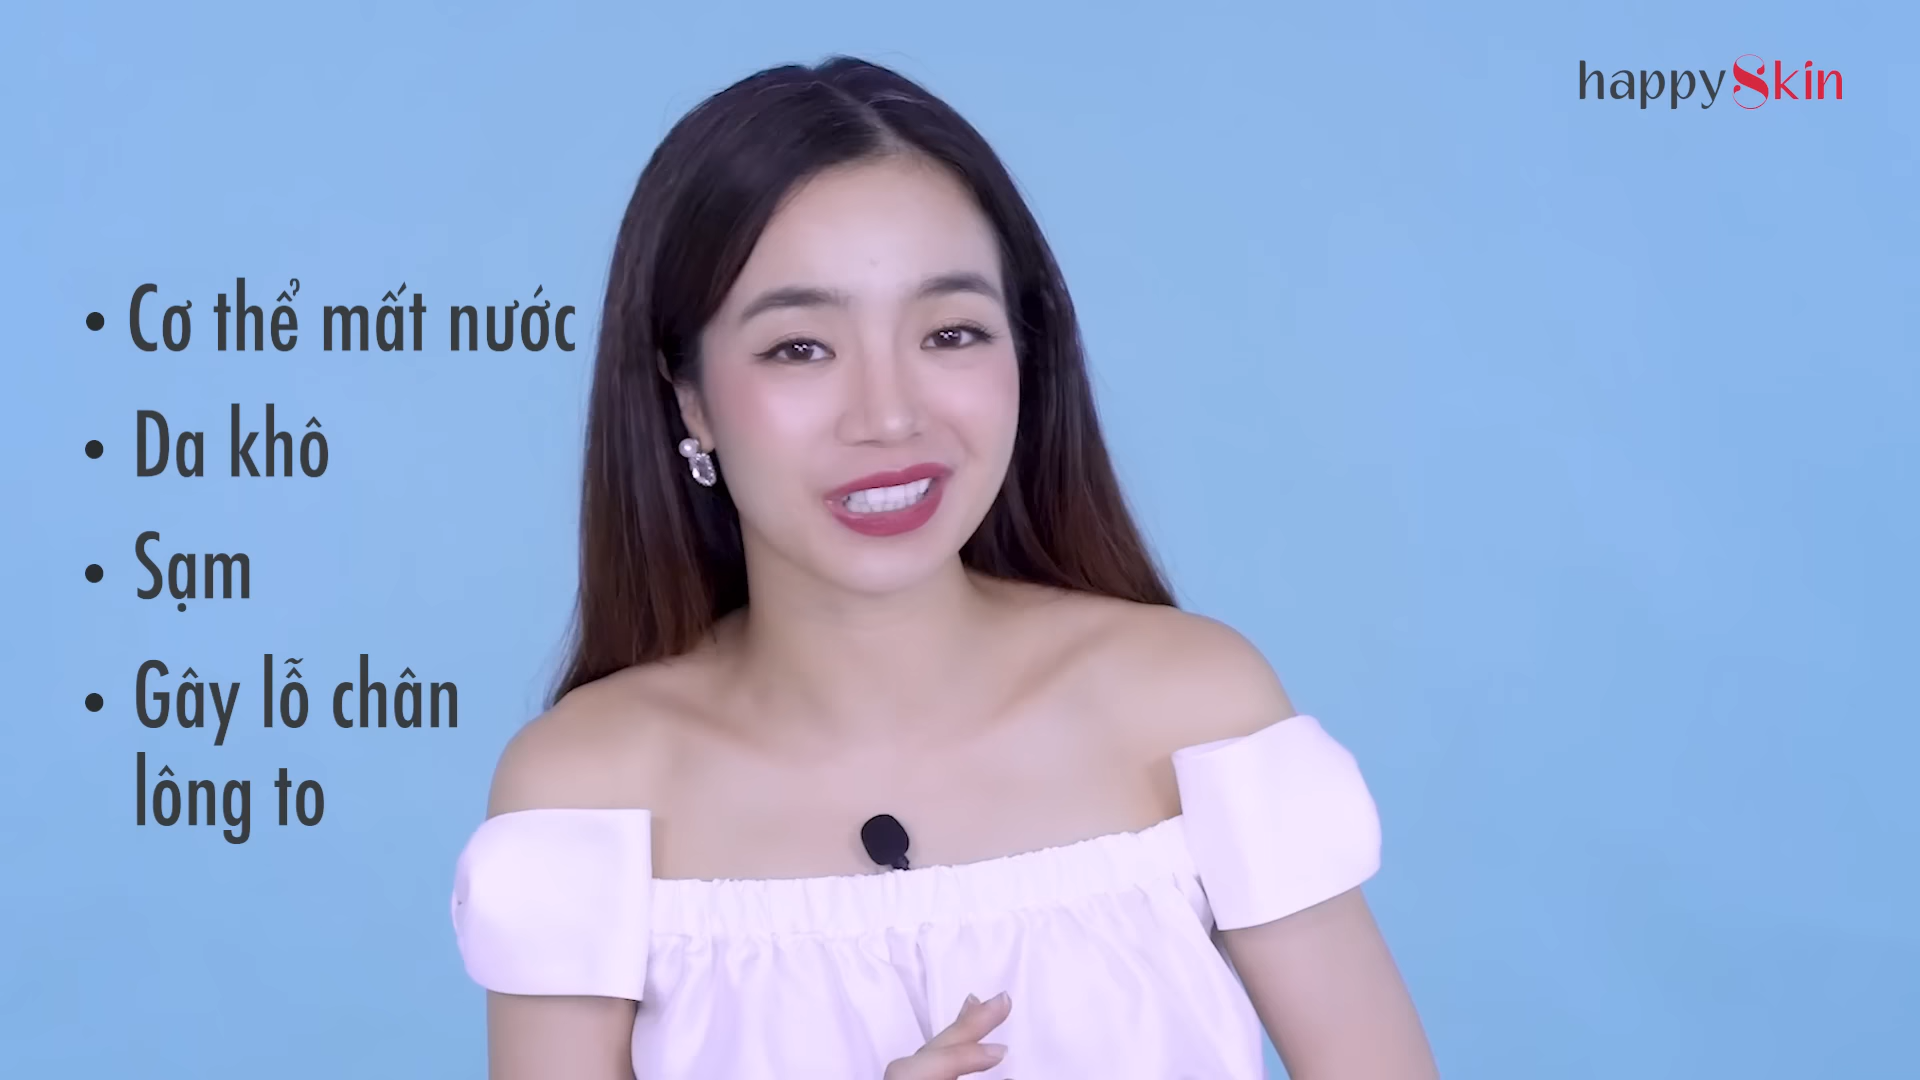 happySkin
• Cơ thể mất nước
• Da khô
• Sạm
• Gây lỗ chân
lông to